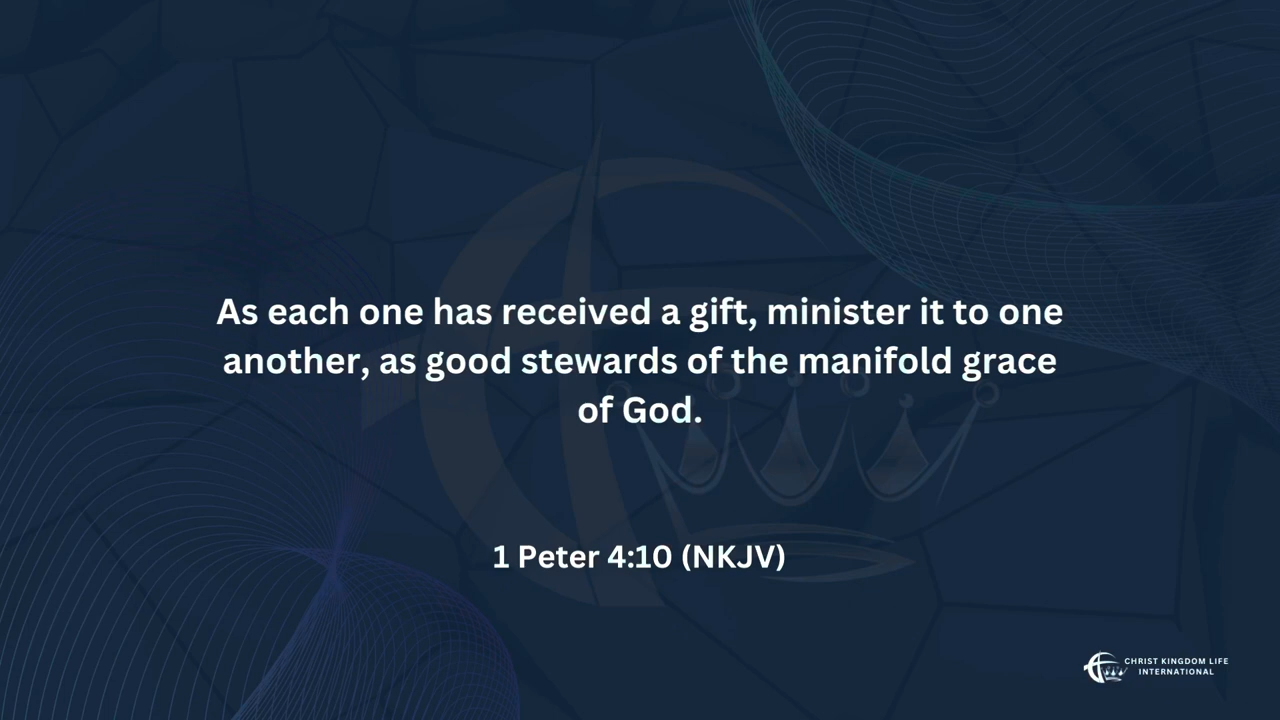 As each one has received a gift, minister it to one
another, as good stewards of the manifold grace
of God.
1 Peter 4:10 (NKJV)
CHRIST KINGDOM LIFE
INTERNATIONAL